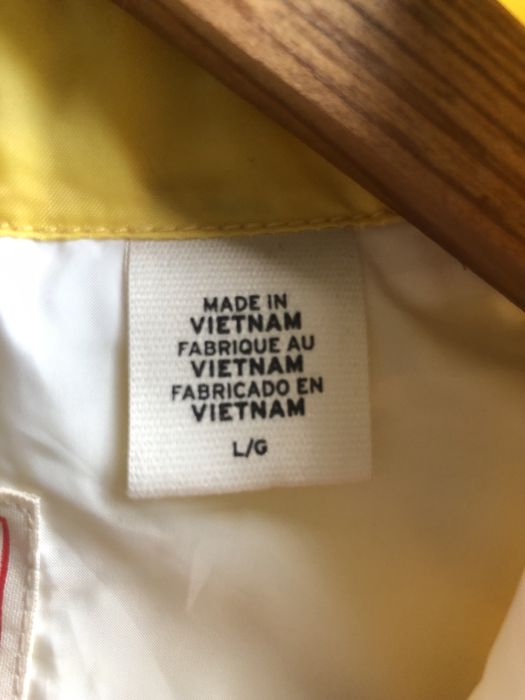 MADE IN
VIETNAM
FABRIQUE AU
VIETNAM
FABRICADO EN
VIETNAM
L/G